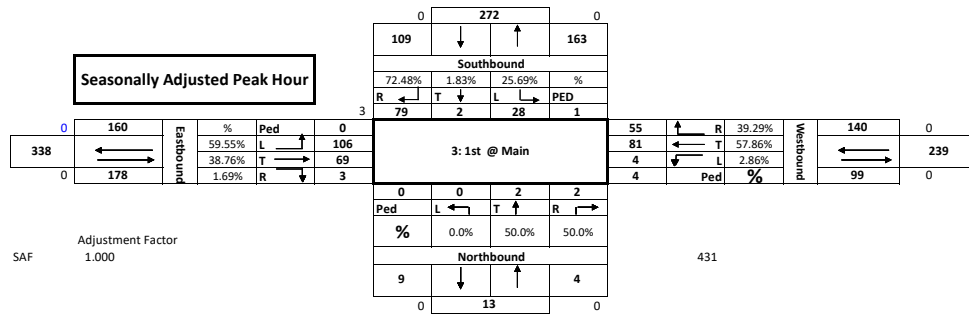 0 272 0
109 163
Southbound
Seasonally Adjusted Peak Hour
72.48% 1.83% 25.69% %
R T L PED
3 79 2 28 1
0 160 Eastbound % Ped 0 3: 1st @ Main 55 R 39.29% Westbound 140 0
338 59.55% L 106 81 T 57.86% 239
38.76% T 69 4 L 2.86%
0 178 1.69% R 3 4 Ped % 99 0
0 0 2 2
Ped L T R
% 0.0% 50.0% 50.0%
Adjustment Factor
SAF 1.000 Northbound 431
9 4
0 13 0